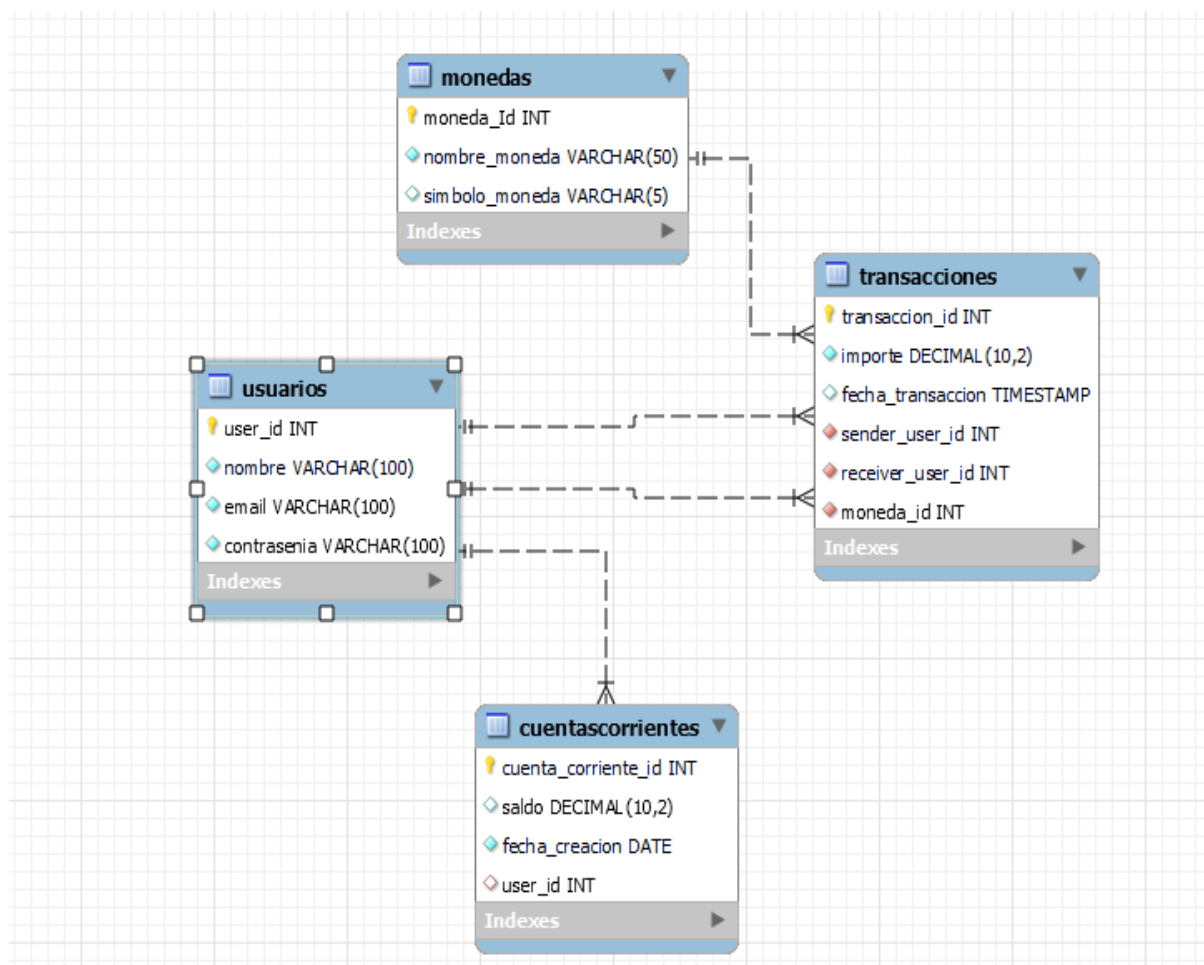 monedas
moneda_Id INT
nombre_moneda VARCHAR(50)
simbolo_moneda VARCHAR(5)
Indexes
transacciones
transaccion_id INT
importe DECIMAL(10,2)
fecha_transaccion TIMESTAMP
sender_user_id INT
receiver_user_id INT
moneda_id INT
Indexes
usuarios
user_id INT
nombre VARCHAR(100)
email VARCHAR(100)
contrasenia VARCHAR(100)
Indexes
cuentascorrientes
cuenta_corriente_id INT
saldo DECIMAL(10,2)
fecha_creacion DATE
user_id INT
Indexes